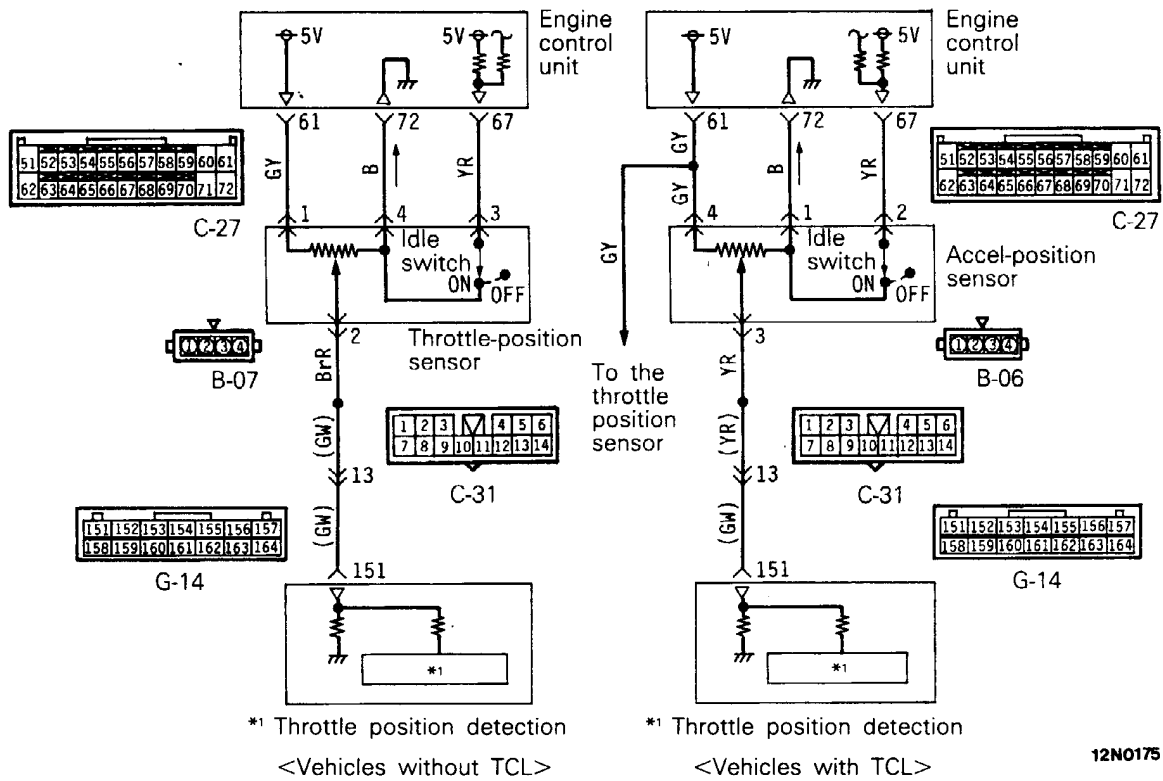 5V
5V
Engine
control
unit
61
72
67
GY
B
YR
51 52 53 54 55 56 57 58 59 60 61
62 63 64 65 66 67 68 69 70 71 72
C-27
1
4
3
Idle
switch
ON
OFF
Throttle-position
sensor
2
1 2 3 4
B-07
BrR
(GW)
1 2 3 4 5 6
7 8 9 10 11 12 13 14
C-31
13
(GW)
151 152 153 154 155 156 157
158 159 160 161 162 163 164
G-14
151
*1
*1 Throttle position detection
<Vehicles without TCL>
5V
5V
Engine
control
unit
61
72
67
GY
GY
B
YR
GY
51 52 53 54 55 56 57 58 59 60 61
62 63 64 65 66 67 68 69 70 71 72
C-27
4
1
2
Idle
switch
ON
OFF
Accel-position
sensor
3
To the
throttle
position
sensor
1 2 3 4
B-06
YR
(YR)
1 2 3 4 5 6
7 8 9 10 11 12 13 14
C-31
13
(GW)
151 152 153 154 155 156 157
158 159 160 161 162 163 164
G-14
151
*1
*1 Throttle position detection
<Vehicles with TCL>
12N0175